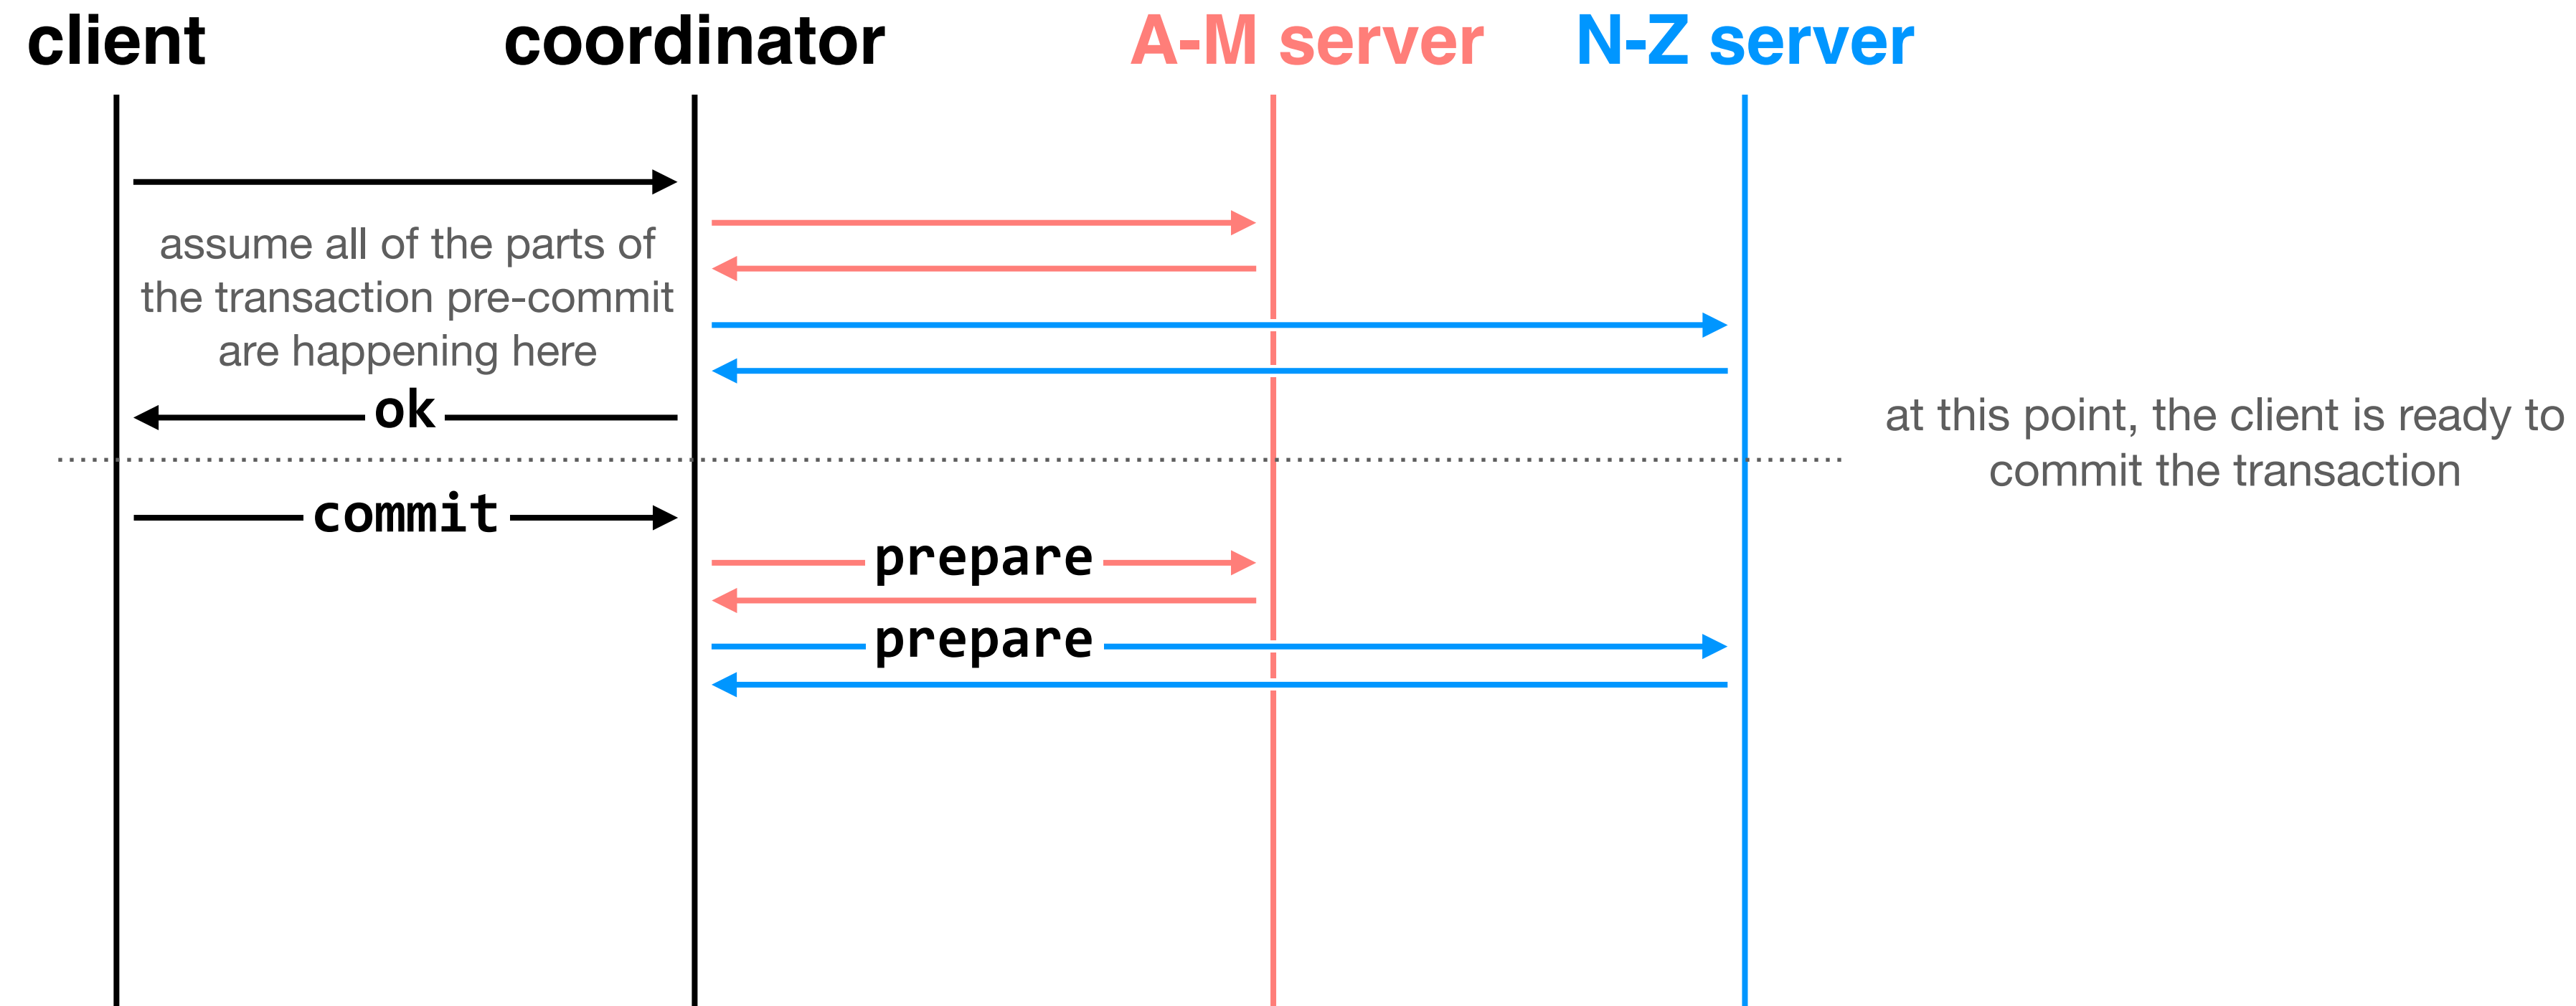 client
coordinator
A-M server
N-Z server
assume all of the parts of
the transaction pre-commit
are happening here
ok
at this point, the client is ready to
commit the transaction
commit
prepare
prepare